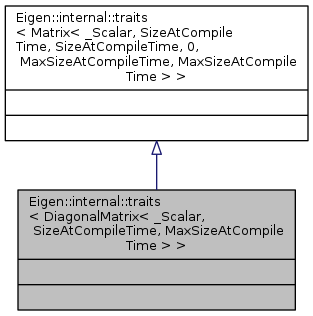 Eigen::internal::traits
< Matrix< _Scalar, SizeAtCompile
Time, SizeAtCompileTime, 0,
MaxSizeAtCompileTime, MaxSizeAtCompile
Time > >
Eigen::internal::traits
< DiagonalMatrix< _Scalar,
SizeAtCompileTime, MaxSizeAtCompile
Time > >